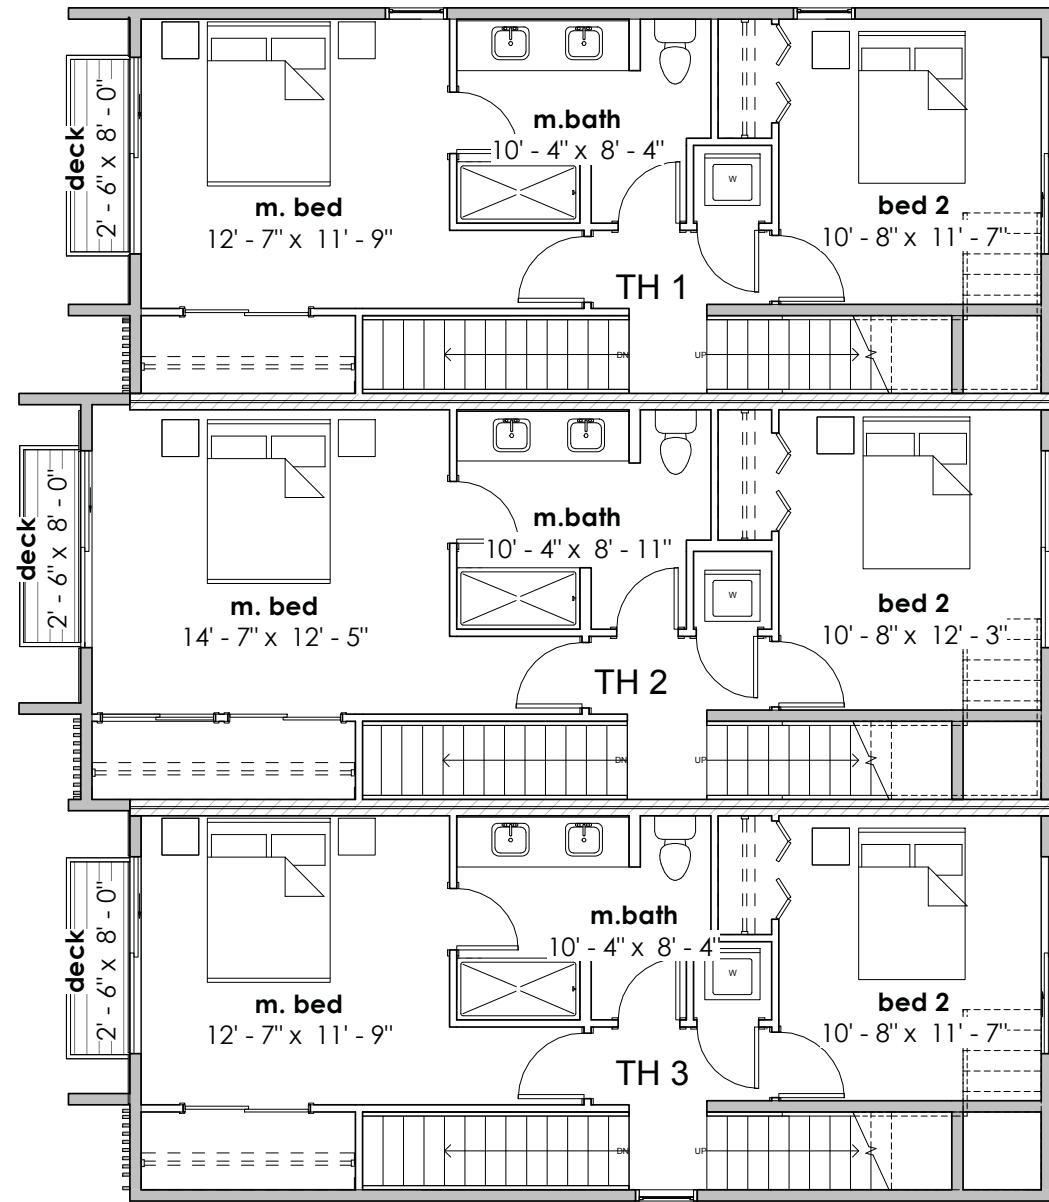 deck
2' - 6" x 8' - 0"
m. bed
12' - 7" x 11' - 9"
m.bath
10' - 4" x 8' - 4"
W
bed 2
10' - 8" x 11' - 7"
TH 1
DN
UP
deck
2' - 6" x 8' - 0"
m. bed
14' - 7" x 12' - 5"
m.bath
10' - 4" x 8' - 11"
W
bed 2
10' - 8" x 12' - 3"
TH 2
DN
UP
deck
2' - 6" x 8' - 0"
m. bed
12' - 7" x 11' - 9"
m.bath
10' - 4" x 8' - 4"
W
bed 2
10' - 8" x 11' - 7"
TH 3
DN
UP